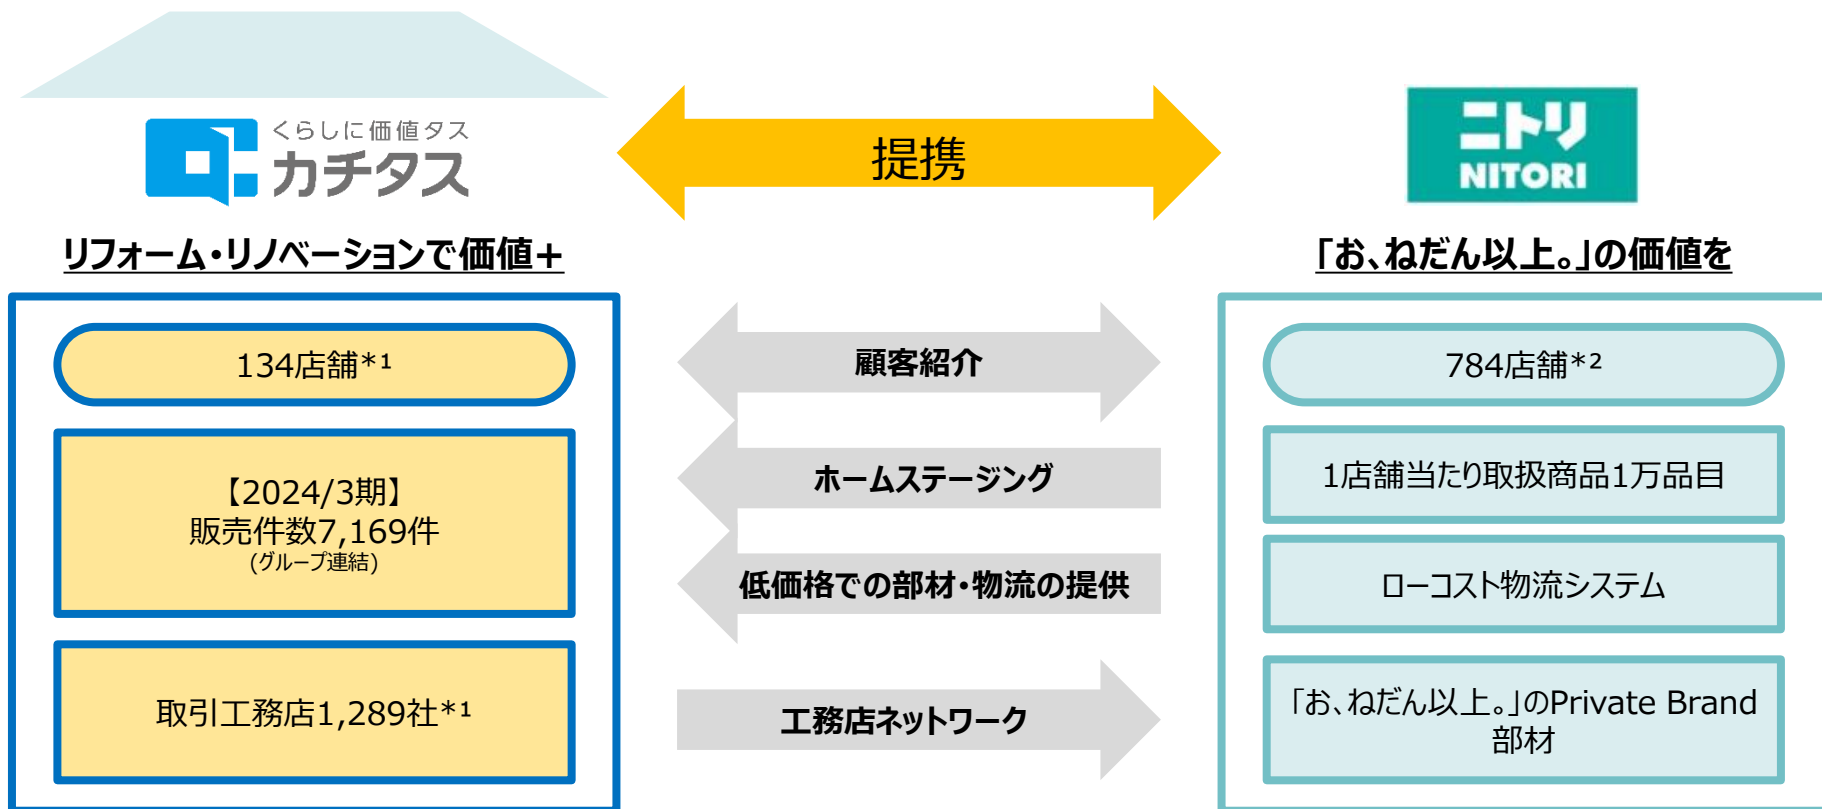 くらしに価値タス
カチタス
提携
ニトリ
NITORI
リフォーム・リノベーションで価値+
「お、ねだん以上。」の価値を
134店舗*1
【2024/3期】
販売件数7,169件
(グループ連結)
取引工務店1,289社*1
顧客紹介
ホームステージング
低価格での部材・物流の提供
工務店ネットワーク
784店舗*2
1店舗当たり取扱商品1万品目
ローコスト物流システム
「お、ねだん以上。」のPrivate Brand
部材